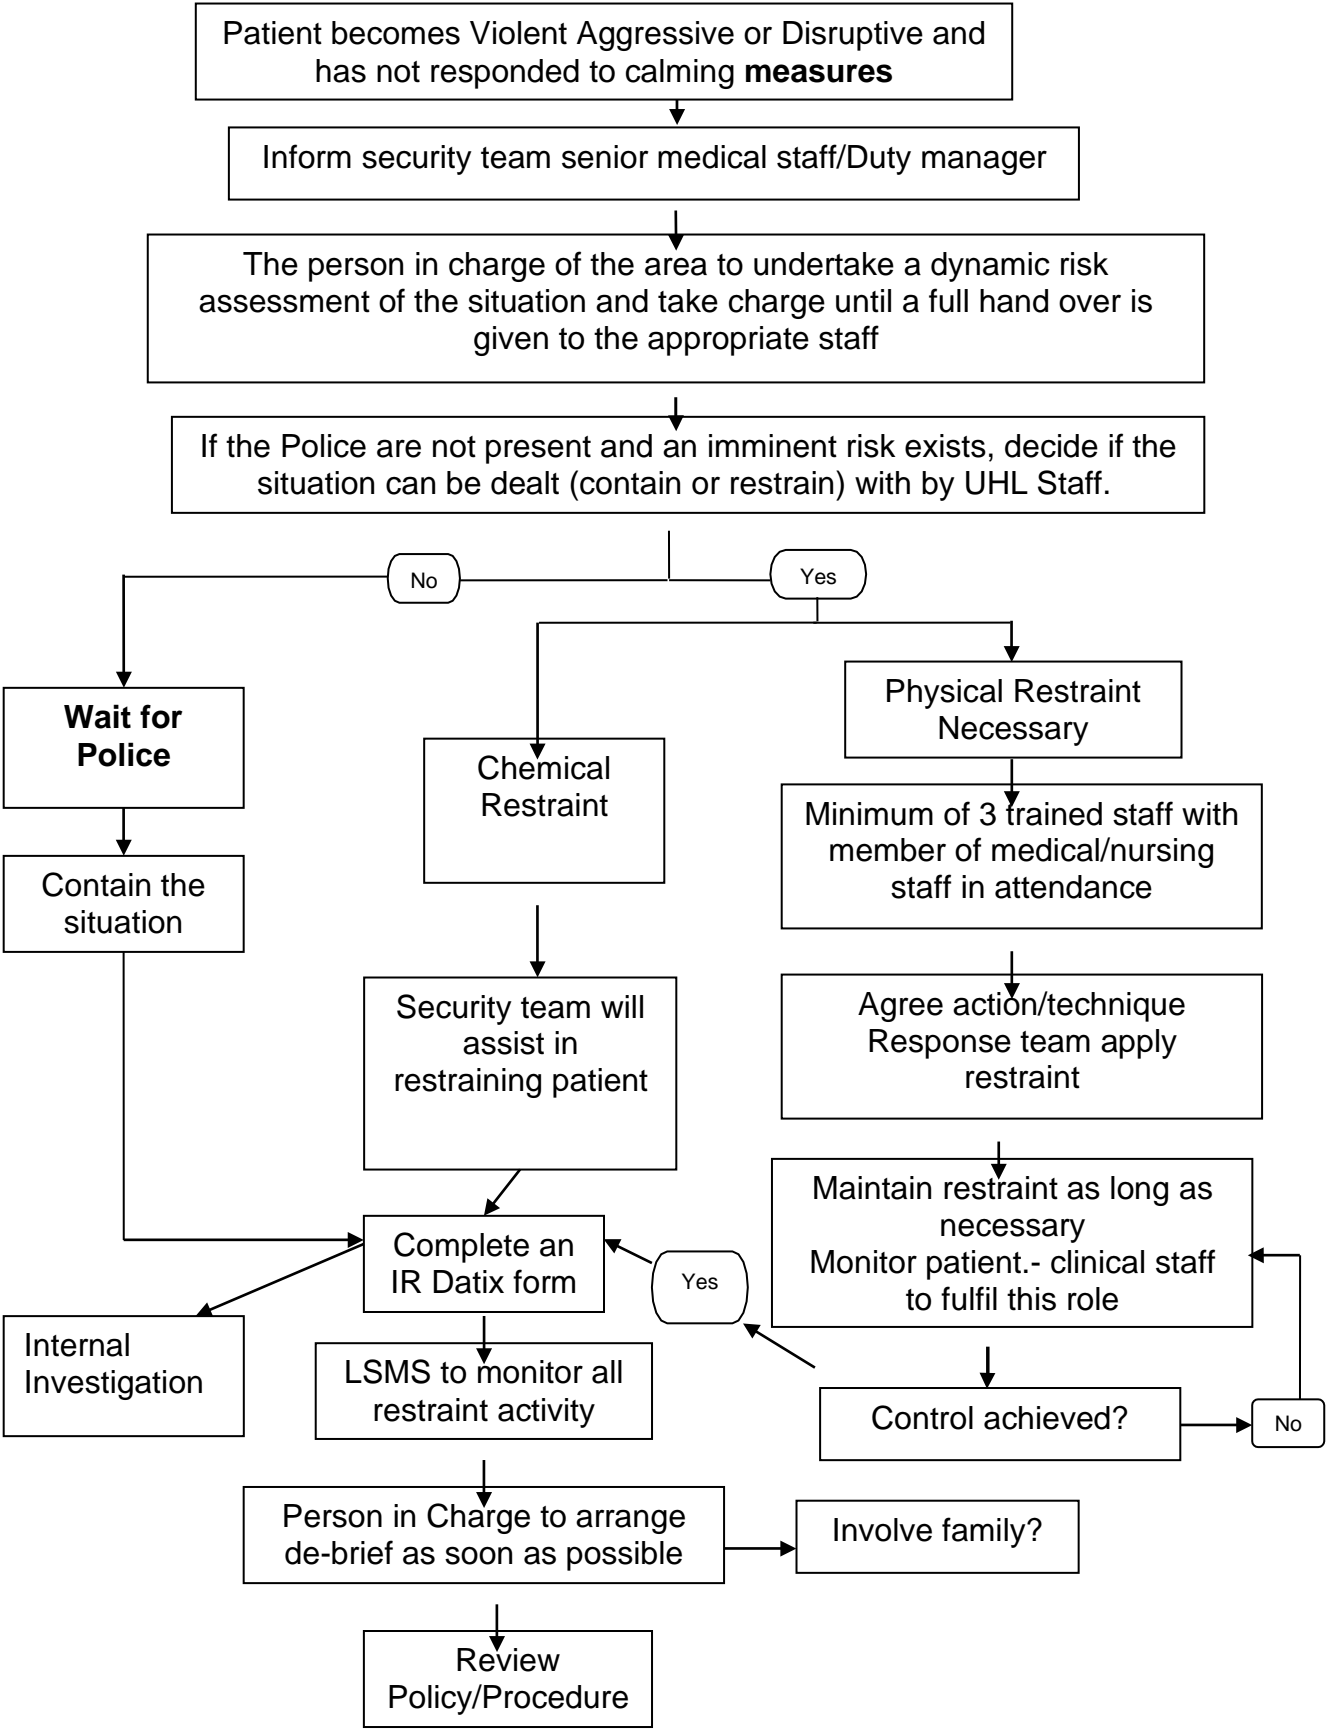 Patient becomes Violent Aggressive or Disruptive and
has not responded to calming measures
Inform security team senior medical staff/Duty manager
The person in charge of the area to undertake a dynamic risk
assessment of the situation and take charge until a full hand over is
given to the appropriate staff
If the Police are not present and an imminent risk exists, decide if the
situation can be dealt (contain or restrain) with by UHL Staff.
No
Yes
Wait for
Police
Contain the
situation
Chemical
Restraint
Security team will
assist in
restraining patient
Physical Restraint
Necessary
Minimum of 3 trained staff with
member of medical/nursing
staff in attendance
Agree action/technique
Response team apply
restraint
Maintain restraint as long as
necessary
Monitor patient.- clinical staff
to fulfil this role
Control achieved?
No
Yes
Complete an
IR Datix form
Internal
Investigation
LSMS to monitor all
restraint activity
Person in Charge to arrange
de-brief as soon as possible
Involve family?
Review
Policy/Procedure